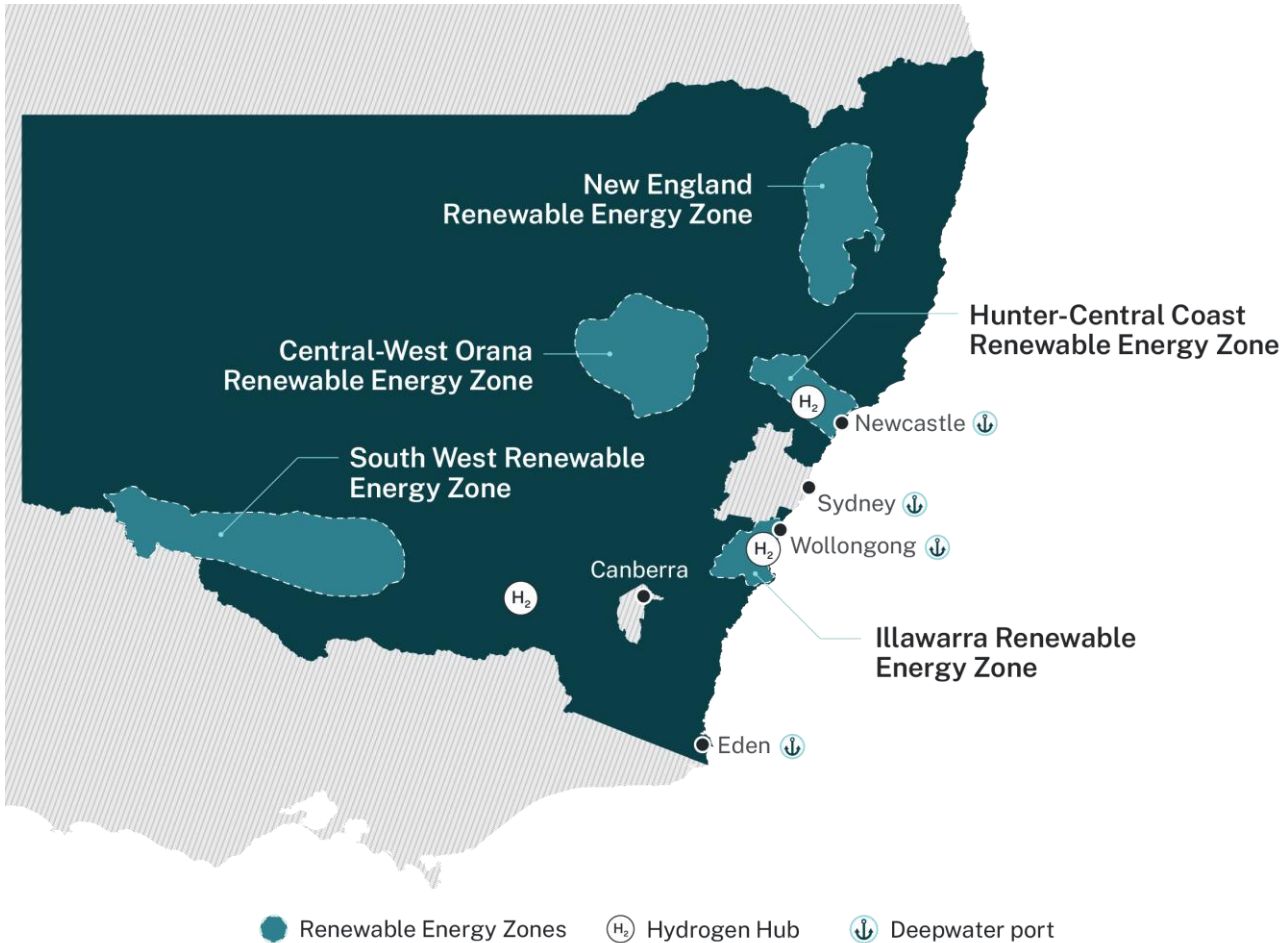 New England
Renewable Energy Zone
Hunter-Central Coast
Renewable Energy Zone
Central-West Orana
Renewable Energy Zone
H₂
Newcastle
South West Renewable
Energy Zone
Sydney
H₂
Wollongong
Canberra
H₂
Illawarra Renewable
Energy Zone
Eden
Renewable Energy Zones
H₂ Hydrogen Hub
Deepwater port